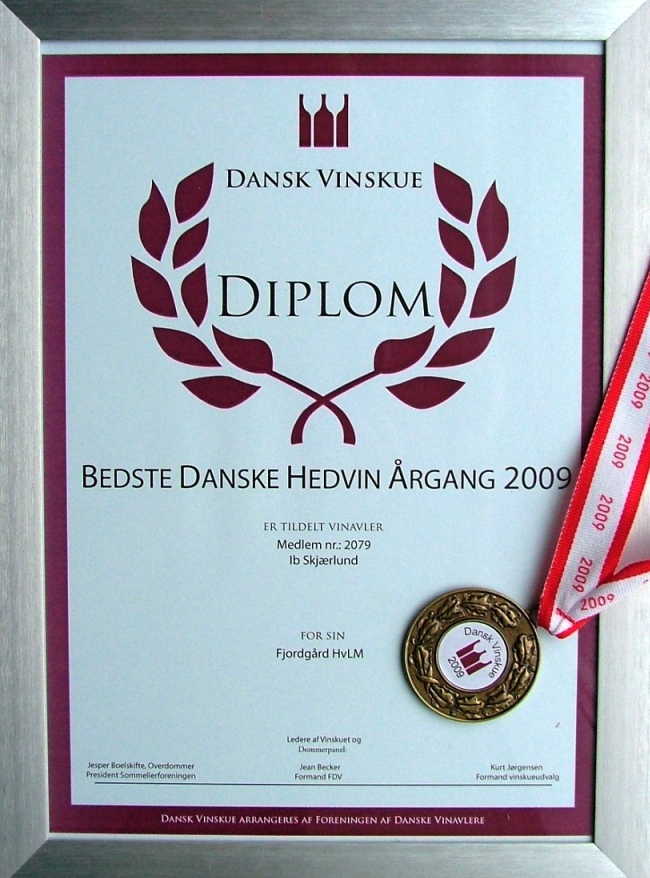 DANSK VINSKUE
DIPLOM
BEDSTE DANSKE HEDVIN ÅRGANG 2009
ER TILDELT VINAVLER
Medlem nr.: 2079
Ib Skjærlund
FOR SIN
Fjordgård HvLM
Dansk Vinskue
2009
2009
2009
2009
2009
2009
2009
Ledere af Vinskuet og
Dommerpanel:
Jesper Boelskifte, Overdommer
President Sommelierforeningen
Jean Becker
Formand FDV
Kurt Jørgensen
Formand vinskueudvalg
DANSK VINSKUE ARRANGERES AF FORENINGEN AF DANSKE VINAVLERE